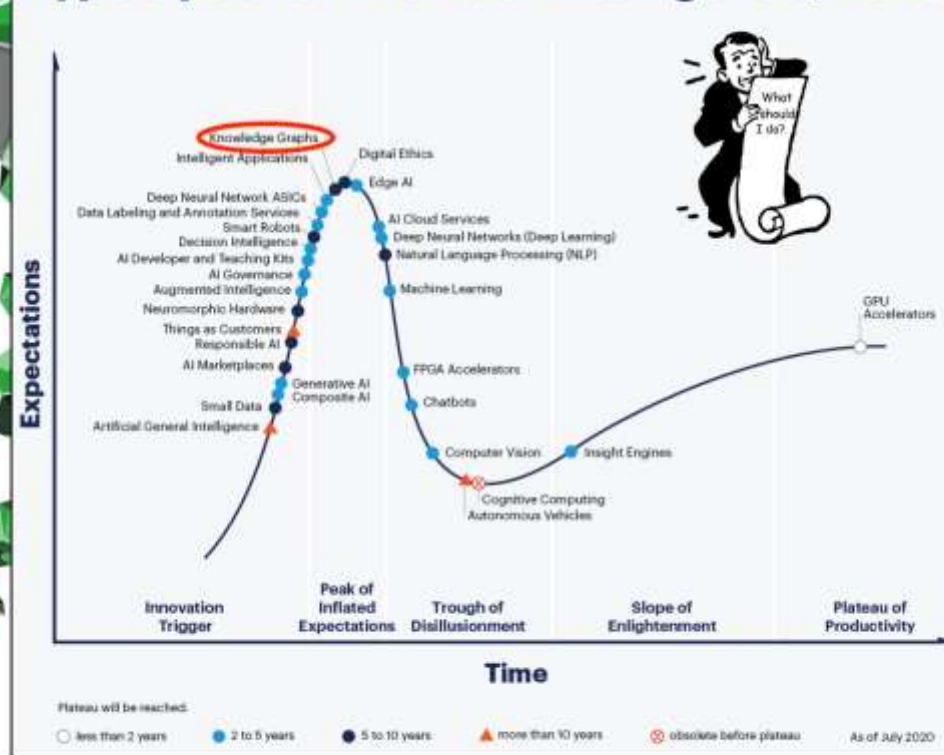 Knowledge Graphs
Intelligent Applications
Deep Neural Network ASICs
Data Labeling and Annotation Services
Smart Robots
Decision Intelligence
AI Developer and Teaching Kits
AI Governance
Augmented Intelligence
Neuromorphic Hardware
Things as Customers
Responsible AI
AI Marketplaces
Generative AI
Composite AI
Small Data
Artificial General Intelligence
Digital Ethics
Edge AI
AI Cloud Services
Deep Neural Networks (Deep Learning)
Natural Language Processing (NLP)
Machine Learning
FPGA Accelerators
Chatbots
Computer Vision
Cognitive Computing
Autonomous Vehicles
Insight Engines
GPU
Accelerators
What
should
I do?
Expectations
Innovation
Trigger
Peak of
Inflated
Expectations
Trough of
Disillusionment
Slope of
Enlightenment
Plateau of
Productivity
Time
Plateau will be reached:
less than 2 years
2 to 5 years
5 to 10 years
more than 10 years
obsolete before plateau
As of July 2020